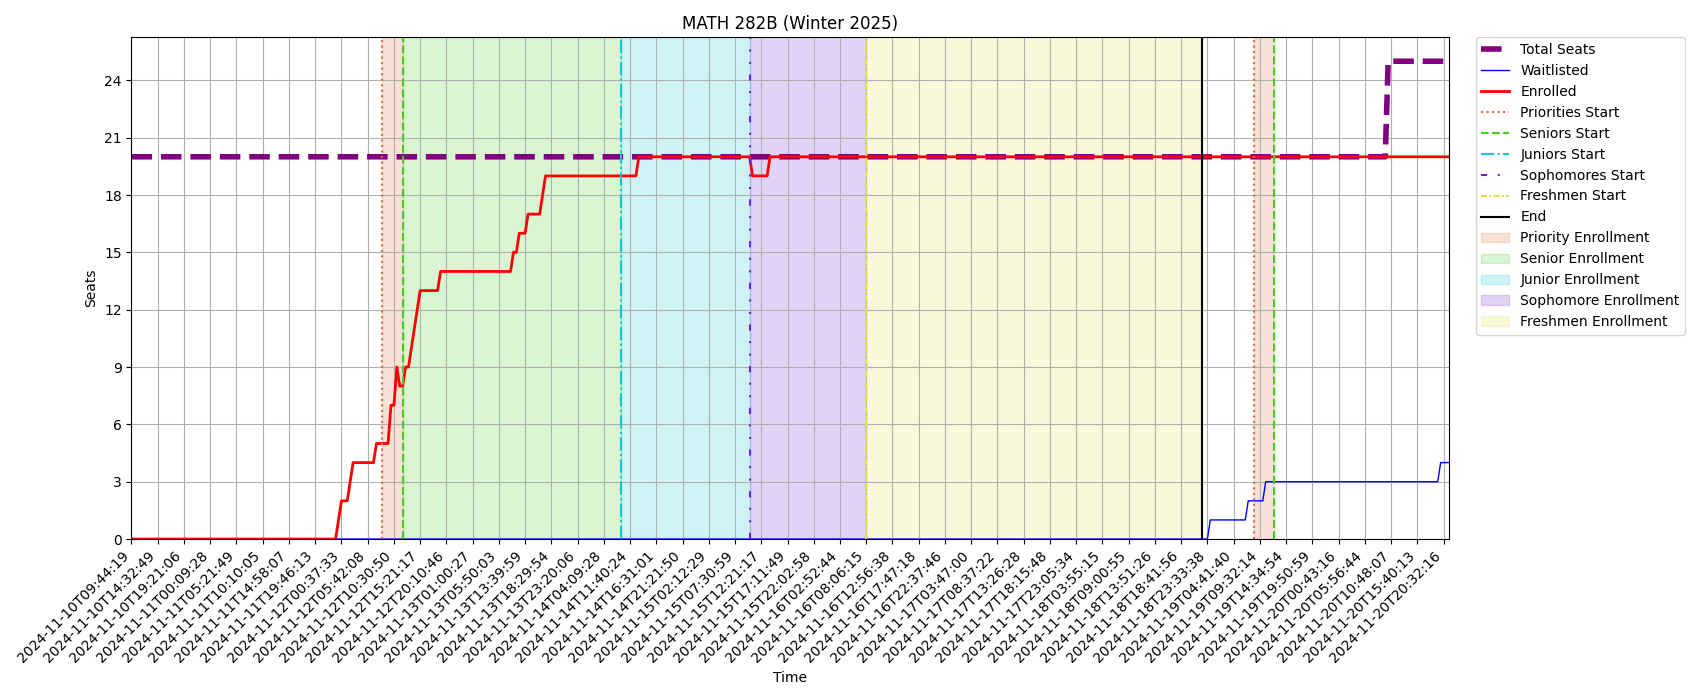 MATH 282B (Winter 2025)
Seats
24
21
18
15
12
9
6
3
0
2024-11-10T09:44:19
2024-11-10T14:32:49
2024-11-10T19:21:06
2024-11-11T00:09:28
2024-11-11T05:21:49
2024-11-11T10:10:05
2024-11-11T14:58:07
2024-11-11T19:46:13
2024-11-12T00:37:33
2024-11-12T05:42:08
2024-11-12T10:30:50
2024-11-12T15:21:17
2024-11-12T20:10:46
2024-11-13T01:00:27
2024-11-13T05:50:03
2024-11-13T13:39:59
2024-11-13T18:29:54
2024-11-13T23:20:06
2024-11-14T04:09:28
2024-11-14T11:40:24
2024-11-14T16:31:01
2024-11-14T21:21:50
2024-11-15T02:12:29
2024-11-15T07:30:59
2024-11-15T12:21:17
2024-11-15T17:11:49
2024-11-15T22:02:58
2024-11-16T02:52:44
2024-11-16T08:06:15
2024-11-16T12:56:38
2024-11-16T17:47:18
2024-11-16T22:37:46
2024-11-17T03:47:00
2024-11-17T08:37:22
2024-11-17T13:26:28
2024-11-17T18:15:48
2024-11-17T23:05:34
2024-11-18T03:55:15
2024-11-18T09:00:55
2024-11-18T13:51:26
2024-11-18T18:41:56
2024-11-18T23:33:38
2024-11-19T04:41:40
2024-11-19T09:32:14
2024-11-19T14:34:54
2024-11-19T19:50:59
2024-11-20T00:43:16
2024-11-20T05:56:44
2024-11-20T10:48:07
2024-11-20T15:40:13
2024-11-20T20:32:16
Time
Total Seats
Waitlisted
Enrolled
Priorities Start
Seniors Start
Juniors Start
Sophomores Start
Freshmen Start
End
Priority Enrollment
Senior Enrollment
Junior Enrollment
Sophomore Enrollment
Freshmen Enrollment